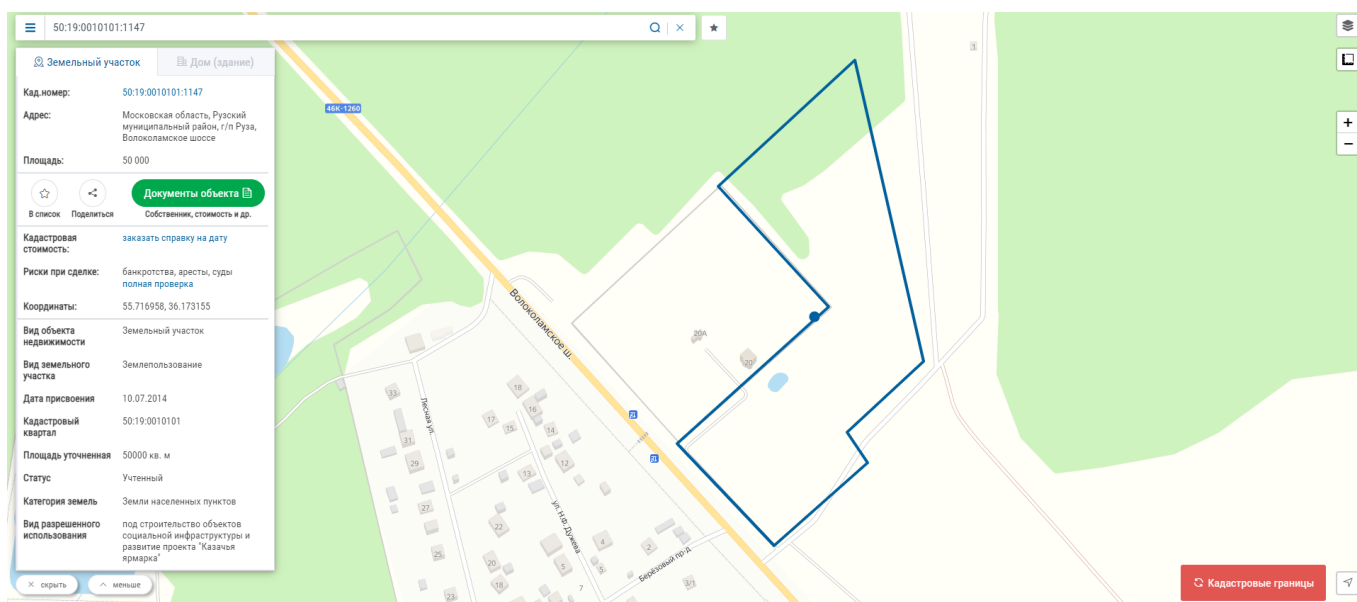 50:19:0010101:1147
Земельный участок
Дом (здание)
Кад.номер: 50:19:0010101:1147
Адрес: Московская область, Рузский
муниципальный район, г/п Руза,
Волоколамское шоссе
Площадь: 50 000
Документы объекта
В список Поделиться Собственник, стоимость и др.
Кадастровая заказать справку на дату
стоимость:
Риски при сделке: банкротства, аресты, суды
полная проверка
Координаты: 55.716958, 36.173155
Вид объекта Земельный участок
недвижимости
Вид земельного Землепользование
участка
Дата присвоения 10.07.2014
Кадастровый 50:19:0010101
квартал
Площадь уточненная 50000 кв. м
Статус Учтенный
Категория земель Земли населенных пунктов
Вид разрешенного под строительство объектов
использования социальной инфраструктуры и
развитие проекта "Казачья
ярмарка"
× скрыть
меньше
46К-1260
1
+
−
Волоколамское ш.
20А
20
Лесная ул.
33
31
29
27
25
23
18
17
16
15
14
13
12
22
20
18
ул. Н.Ф. Дужева
4
5
5
7
2
3/1
Берёзовый пр-д
Кадастровые границы